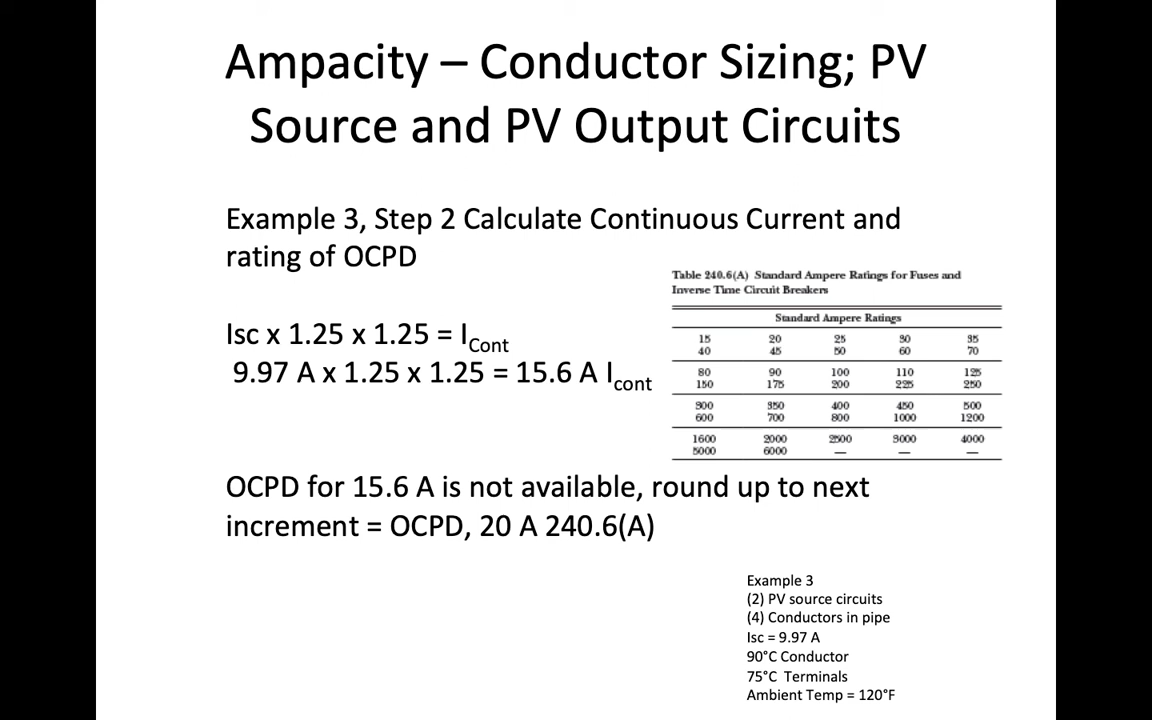 Ampacity – Conductor Sizing; PV
Source and PV Output Circuits
Example 3, Step 2 Calculate Continuous Current and
rating of OCPD
Isc x 1.25 x 1.25 = I Cont
9.97 A x 1.25 x 1.25 = 15.6 A I cont
Table 240.6(A) Standard Ampere Ratings for Fuses and
Inverse Time Circuit Breakers
Standard Ampere Ratings
15 20 25 30 35
40 45 50 60 70
80 90 100 110 125
150 175 200 225 250
300 350 400 450 500
600 700 800 1000 1200
1600 2000 2500 3000 4000
5000 6000 — — —
OCPD for 15.6 A is not available, round up to next
increment = OCPD, 20 A 240.6(A)
Example 3
(2) PV source circuits
(4) Conductors in pipe
Isc = 9.97 A
90°C Conductor
75°C Terminals
Ambient Temp = 120°F